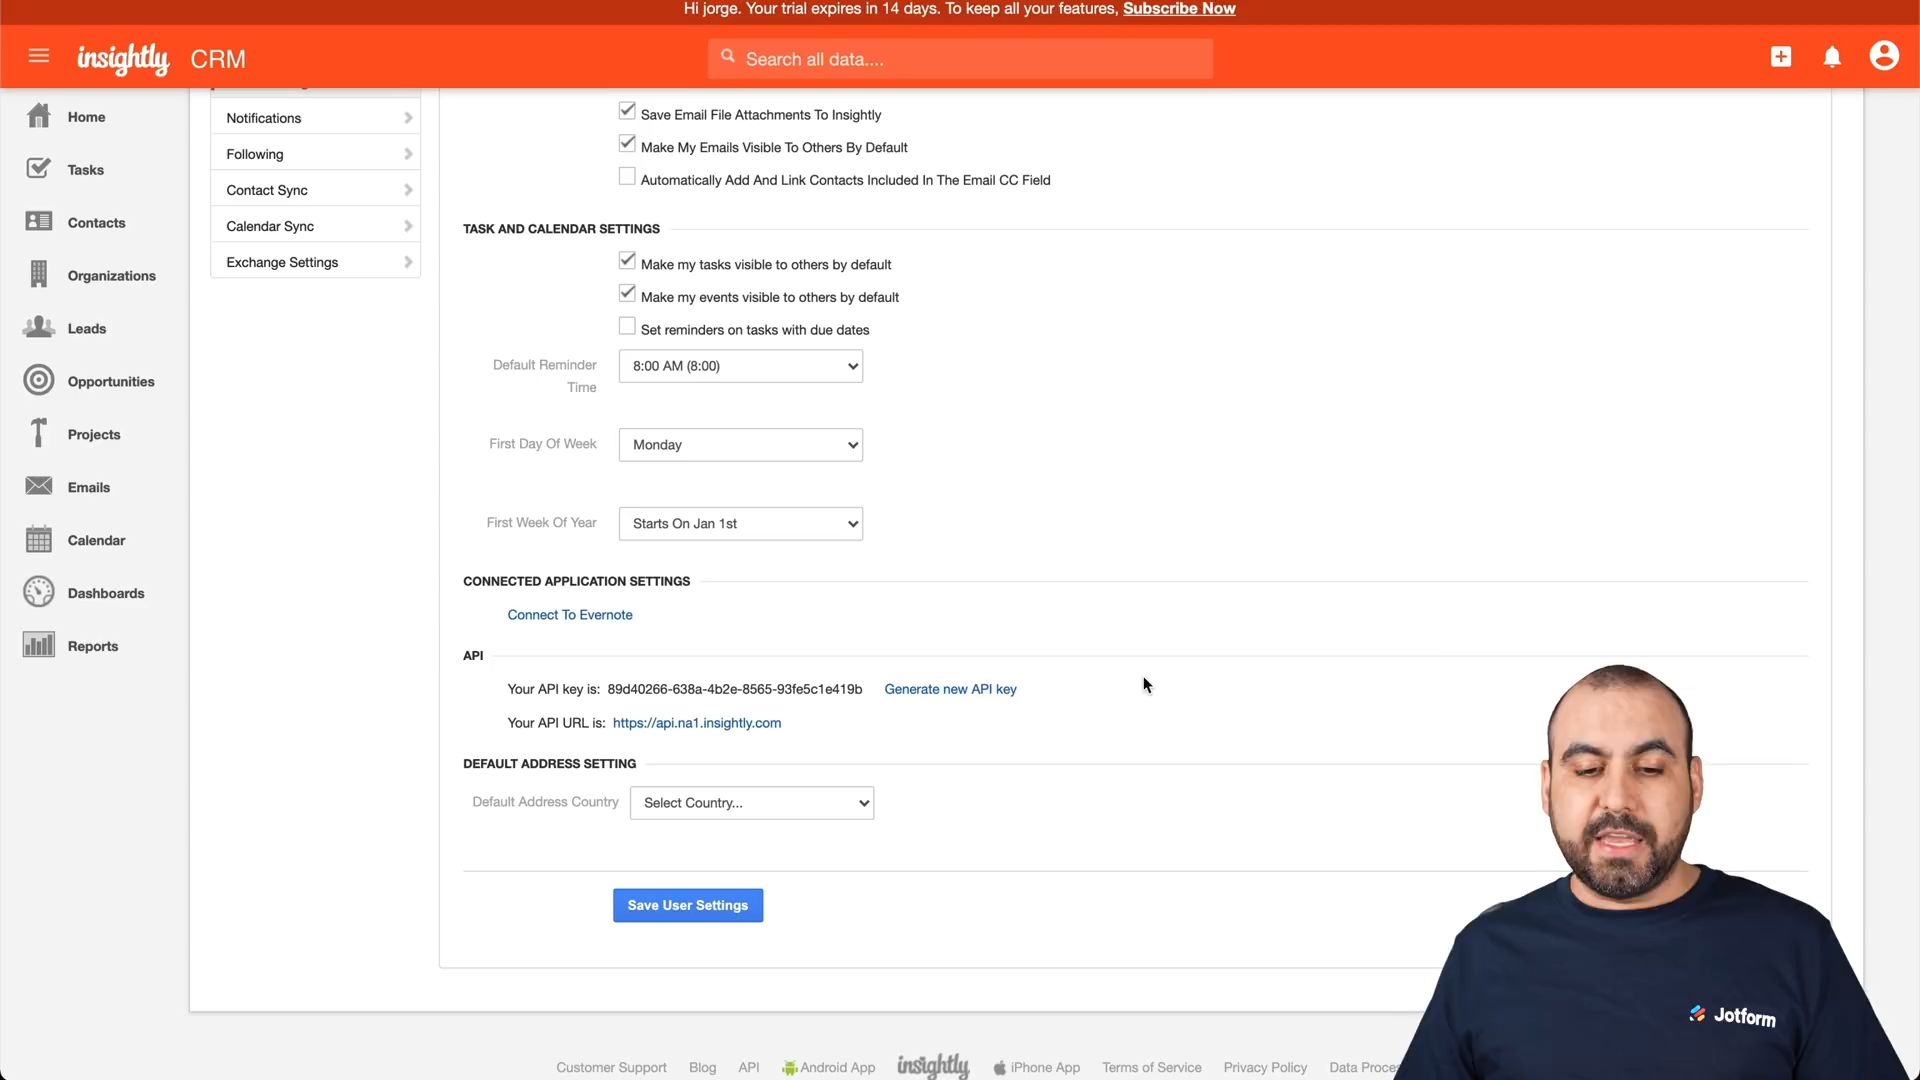 Hi jorge. Your trial expires in 14 days. To keep all your features, Subscribe Now
insightly CRM
Search all data....
Home
Tasks
Contacts
Organizations
Leads
Opportunities
Projects
Emails
Calendar
Dashboards
Reports
Notifications
Following
Contact Sync
Calendar Sync
Exchange Settings
Save Email File Attachments To Insightly
Make My Emails Visible To Others By Default
Automatically Add And Link Contacts Included In The Email CC Field
TASK AND CALENDAR SETTINGS
Make my tasks visible to others by default
Make my events visible to others by default
Set reminders on tasks with due dates
Default Reminder Time 8:00 AM (8:00)
First Day Of Week Monday
First Week Of Year Starts On Jan 1st
CONNECTED APPLICATION SETTINGS
Connect To Evernote
API
Your API key is: 89d40266-638a-4b2e-8565-93fe5c1e419b Generate new API key
Your API URL is: https://api.na1.insightly.com
DEFAULT ADDRESS SETTING
Default Address Country Select Country...
Save User Settings
Jotform
Customer Support Blog API Android App insightly iPhone App Terms of Service Privacy Policy Data